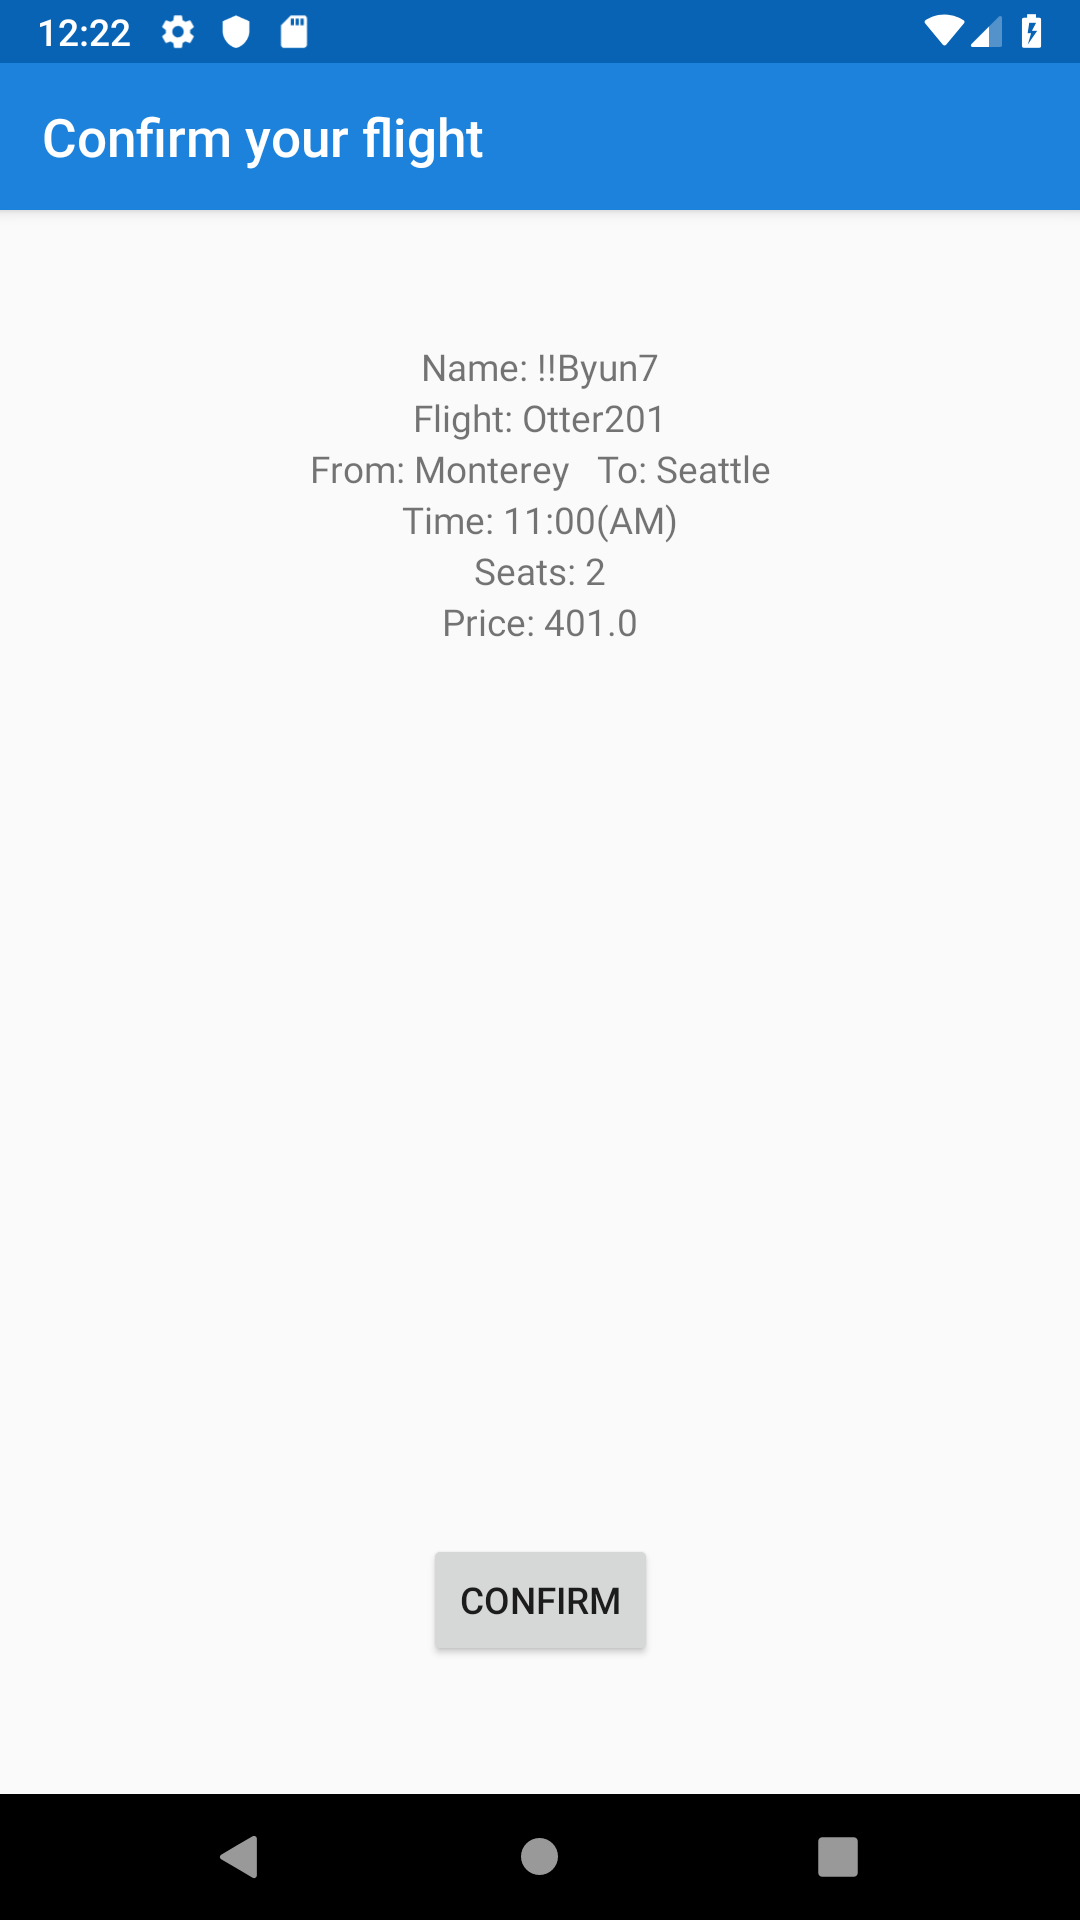 12:22
Confirm your flight
Name: !!Byun7
Flight: Otter201
From: Monterey   To: Seattle
Time: 11:00(AM)
Seats: 2
Price: 401.0
CONFIRM